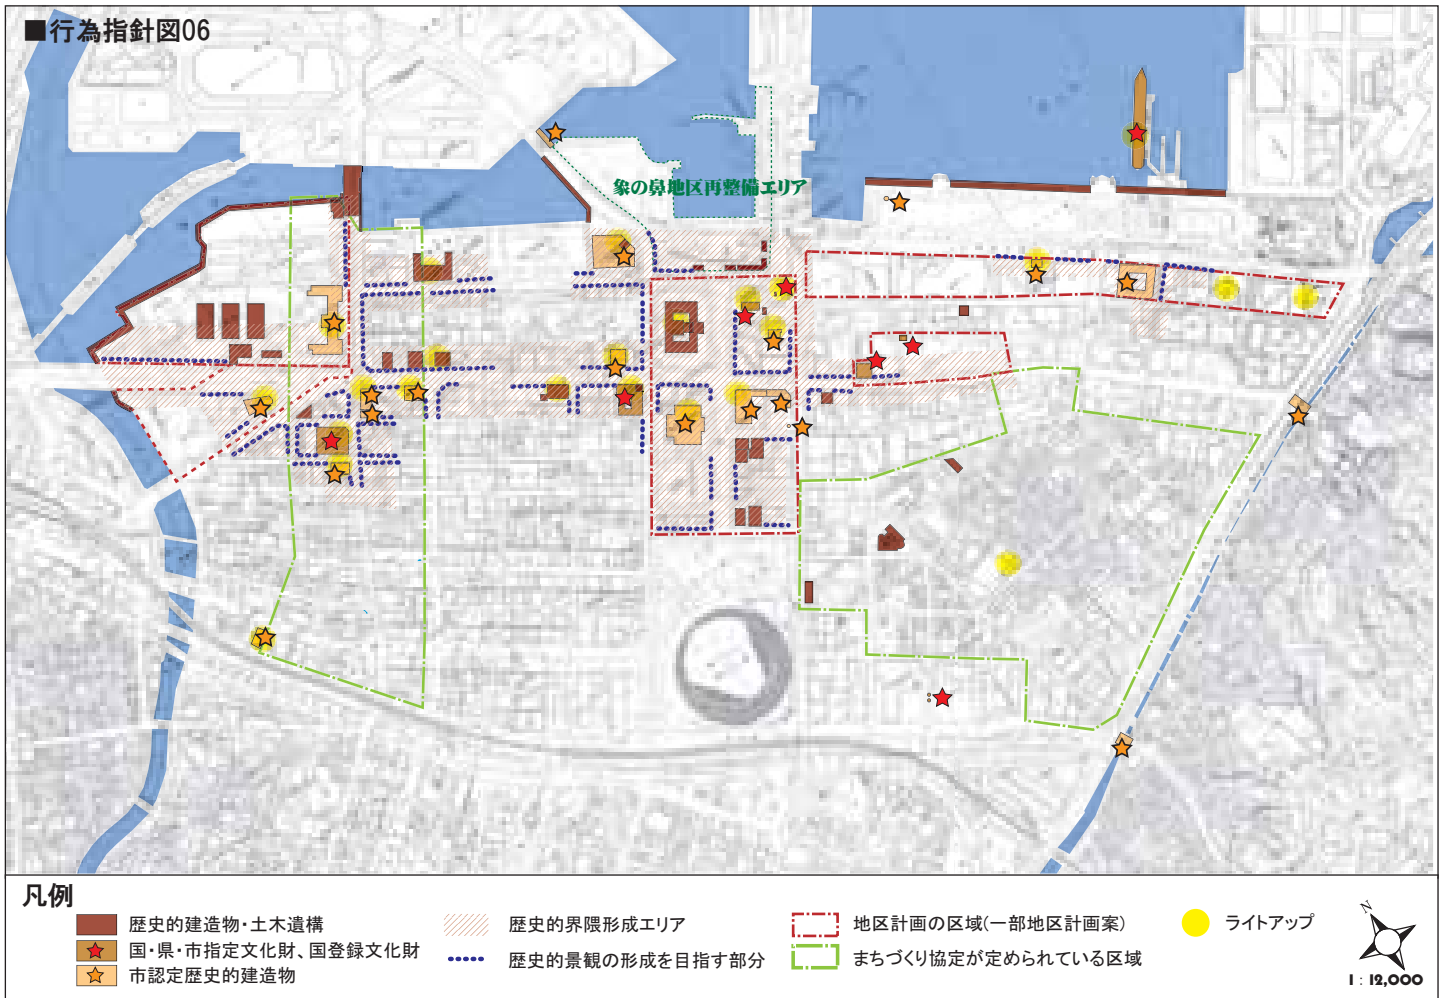 ■行為指針図06
象の鼻地区再整備エリア
凡例
歴史的建造物・土木遺構
国・県・市指定文化財、国登録文化財
市認定歴史的建造物
歴史的界隈形成エリア
歴史的景観の形成を目指す部分
地区計画の区域(一部地区計画案)
まちづくり協定が定められている区域
ライトアップ
N
1 : 12,000